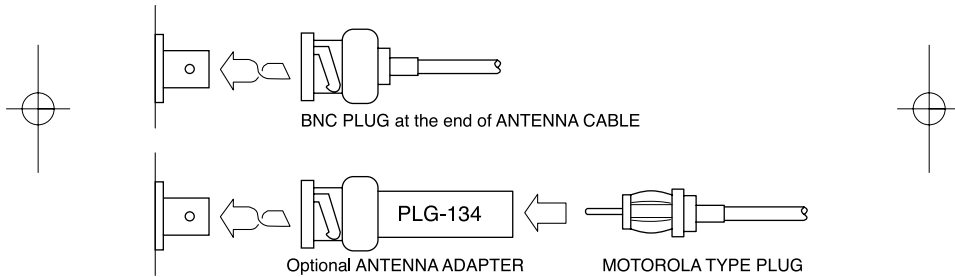 BNC PLUG at the end of ANTENNA CABLE
PLG-134
Optional ANTENNA ADAPTER
MOTOROLA TYPE PLUG